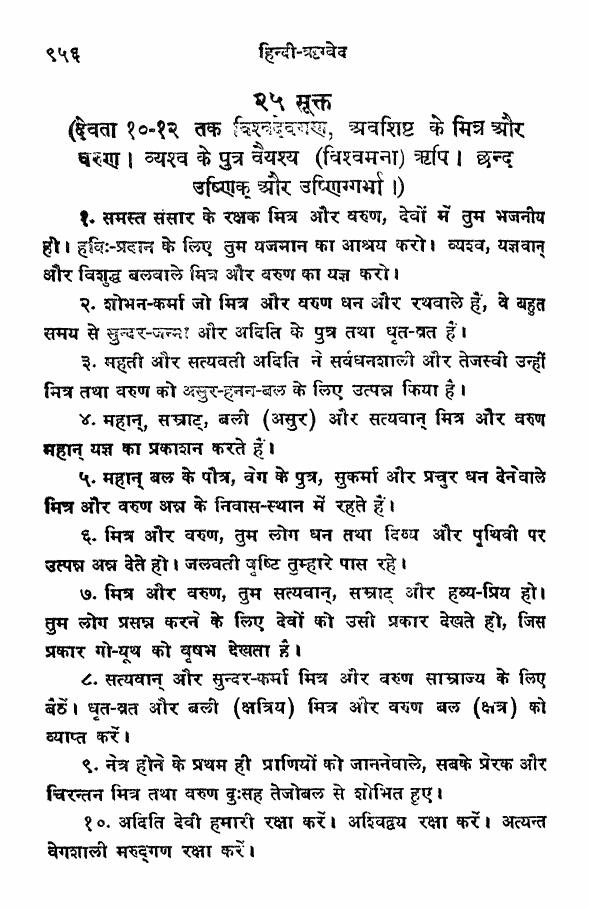 ९५६ हिन्दी-ऋग्वेद
२५ सूक्त
(देवता १०-१२ तक विश्वदेवगण, अवशिष्ट के मित्र और
वरुण। व्यश्व के पुत्र वैयश्य (विश्वमना) ऋषि। छन्द
उष्णिक् और उष्णिग्गर्भा।)
१. समस्त संसार के रक्षक मित्र और वरुण, देवों में तुम भजनीय
हो। हविः-प्रदान के लिए तुम यजमान का आश्रय करो। व्यश्व, यज्ञवान्
और विशुद्ध बलवाले मित्र और वरुण का यज्ञ करो।
२. शोभन-कर्मा जो मित्र और वरुण धन और रथवाले हैं, वे बहुत
समय से सुन्दर-जन्मा और अदिति के पुत्र तथा धृत-व्रत हैं।
३. महती और सत्यवती अदिति ने सर्वधनशाली और तेजस्वी उन्हीं
मित्र तथा वरुण को असुर-हनन-बल के लिए उत्पन्न किया है।
४. महान्, सम्राट्, बली (असुर) और सत्यवान् मित्र और वरुण
महान् यज्ञ का प्रकाशन करते हैं।
५. महान् बल के पौत्र, वेग के पुत्र, सुकर्मा और प्रचुर धन देनेवाले
मित्र और वरुण अन्न के निवास-स्थान में रहते हैं।
६. मित्र और वरुण, तुम लोग धन तथा दिव्य और पृथिवी पर
उत्पन्न अन्न देते हो। जलवती वृष्टि तुम्हारे पास रहे।
७. मित्र और वरुण, तुम सत्यवान्, सम्राट् और हव्य-प्रिय हो।
तुम लोग प्रसन्न करने के लिए देवों को उसी प्रकार देखते हो, जिस
प्रकार गो-यूथ को वृषभ देखता है।
८. सत्यवान् और सुन्दर-कर्मा मित्र और वरुण साम्राज्य के लिए
बैठें। धृत-व्रत और बली (क्षत्रिय) मित्र और वरुण बल (क्षत्र) को
व्याप्त करें।
९. नेत्र होने के प्रथम ही प्राणियों को जाननेवाले, सबके प्रेरक और
चिरन्तन मित्र तथा वरुण दुःसह तेजोबल से शोभित हुए।
१०. अदिति देवी हमारी रक्षा करें। अश्विद्वय रक्षा करें। अत्यन्त
वेगशाली मरुद्गण रक्षा करें।